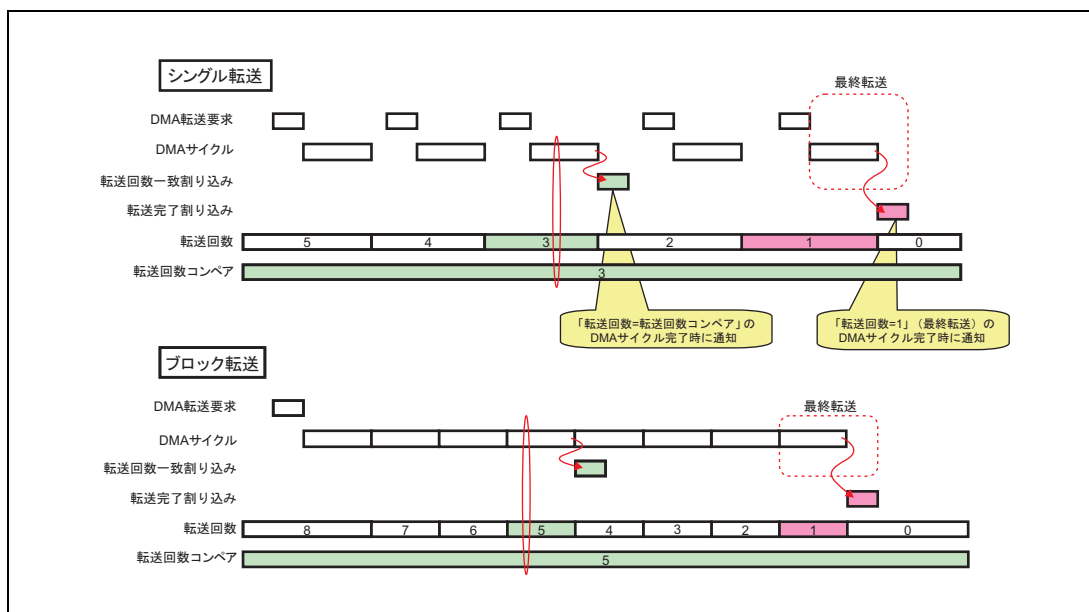 シングル転送
最終転送
DMA転送要求
DMAサイクル
転送回数一致割り込み
転送完了割り込み
転送回数
5 4 3 2 1 0
転送回数コンペア
3
「転送回数=転送回数コンペア」の
DMAサイクル完了時に通知
「転送回数=1」（最終転送）の
DMAサイクル完了時に通知
ブロック転送
最終転送
DMA転送要求
DMAサイクル
転送回数一致割り込み
転送完了割り込み
転送回数
8 7 6 5 4 3 2 1 0
転送回数コンペア
5